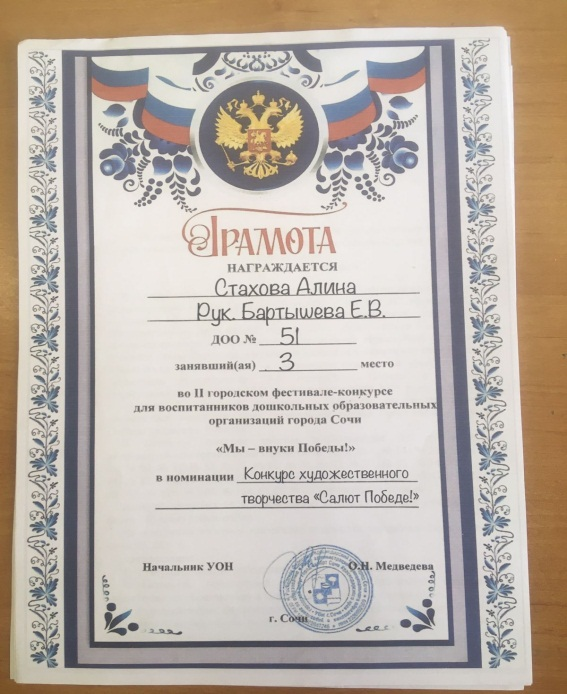 Грамота
НАГРАЖДАЕТСЯ
Стахова Алина
Рук. Бартышева Е.В.
ДОО № 51
занявший(ая) 3 место
во II городском фестивале-конкурсе
для воспитанников дошкольных образовательных
организаций города Сочи
«Мы – внуки Победы!»
в номинации Конкурс художественного
творчества «Салют Победе!»
Начальник УОН О.Н. Медведева
г. Сочи